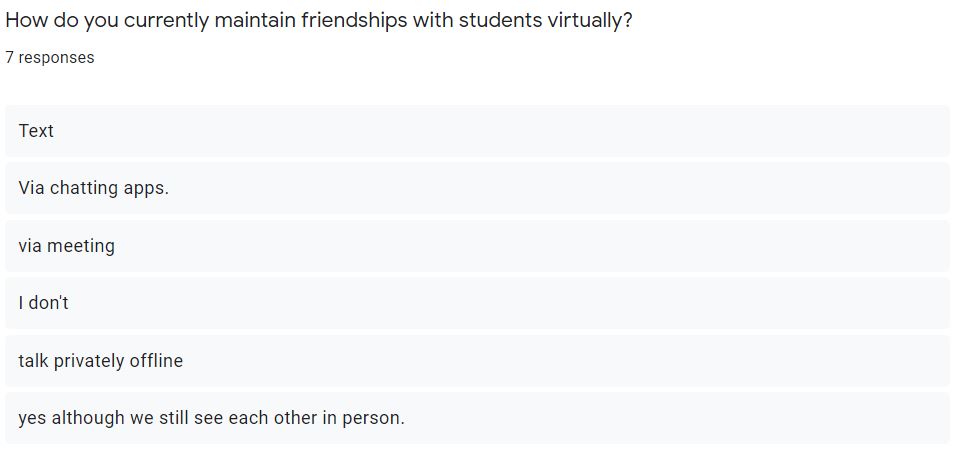 How do you currently maintain friendships with students virtually?
7 responses
Text
Via chatting apps.
via meeting
I don't
talk privately offline
yes although we still see each other in person.